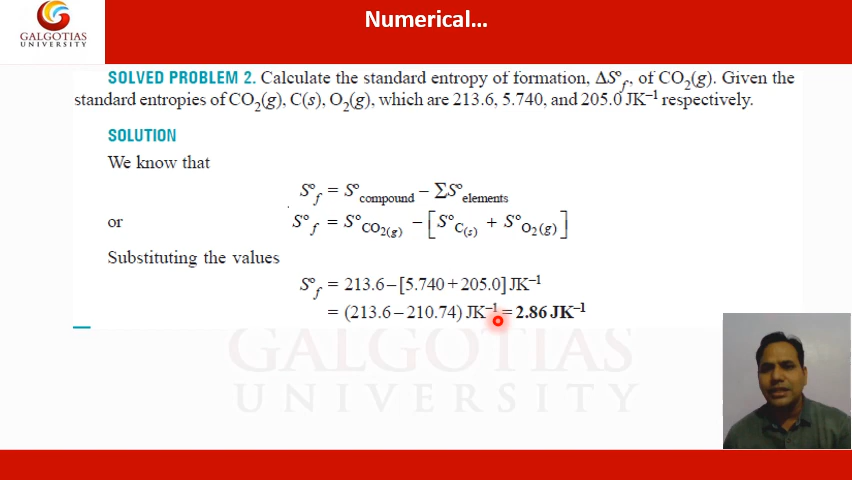 GALGOTIAS
UNIVERSITY
Numerical...
SOLVED PROBLEM 2. Calculate the standard entropy of formation, ΔS°f, of CO2(g). Given the
standard entropies of CO2(g), C(s), O2(g), which are 213.6, 5.740, and 205.0 JK–1 respectively.
SOLUTION
We know that
S°f = S°compound – ΣS°elements
or S°f = S°CO2(g) – [S°C(s) + S°O2(g)]
Substituting the values
S°f = 213.6 – [5.740 + 205.0] JK–1
= (213.6 – 210.74) JK–1 = 2.86 JK–1
GALGOTIAS
UNIVERSITY